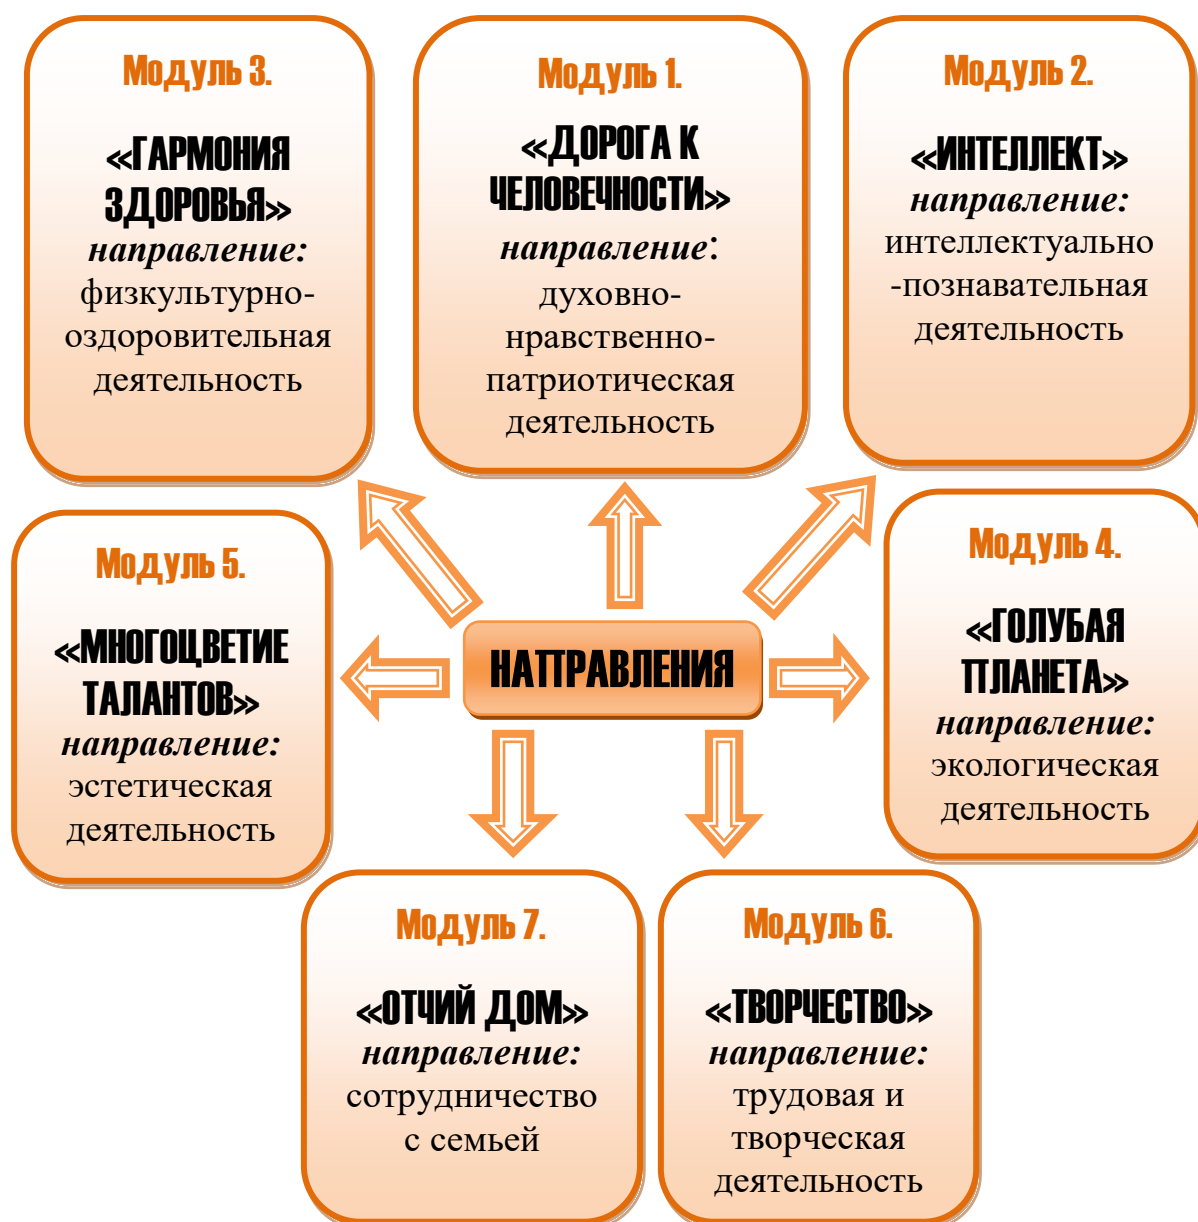 Модуль 3.
«ГАРМОНИЯ
ЗДОРОВЬЯ»
направление:
физкультурно-
оздоровительная
деятельность
Модуль 1.
«ДОРОГА К
ЧЕЛОВЕЧНОСТИ»
направление:
духовно-
нравственно-
патриотическая
деятельность
Модуль 2.
«ИНТЕЛЛЕКТ»
направление:
интеллектуально
-познавательная
деятельность
Модуль 5.
«МНОГОЦВЕТИЕ
ТАЛАНТОВ»
направление:
эстетическая
деятельность
НАПРАВЛЕНИЯ
Модуль 4.
«ГОЛУБАЯ
ПЛАНЕТА»
направление:
экологическая
деятельность
Модуль 7.
«ОТЧИЙ ДОМ»
направление:
сотрудничество
с семьей
Модуль 6.
«ТВОРЧЕСТВО»
направление:
трудовая и
творческая
деятельность